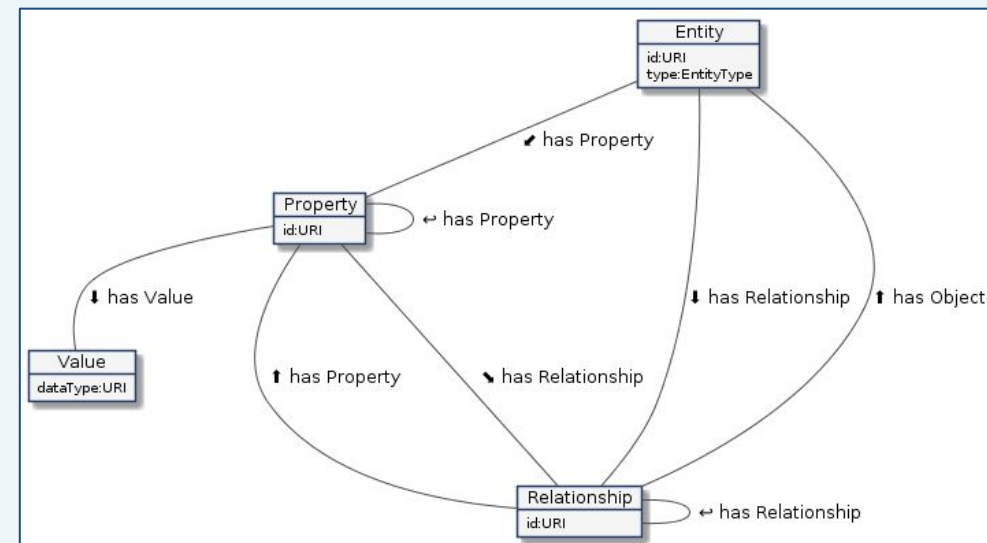 Entity
id:URI
type:EntityType
⬋ has Property
Property
id:URI
↩ has Property
⬇ has Value
⬇ has Relationship
⬆ has Object
Value
dataType:URI
⬆ has Property
⬊ has Relationship
Relationship
id:URI
↩ has Relationship